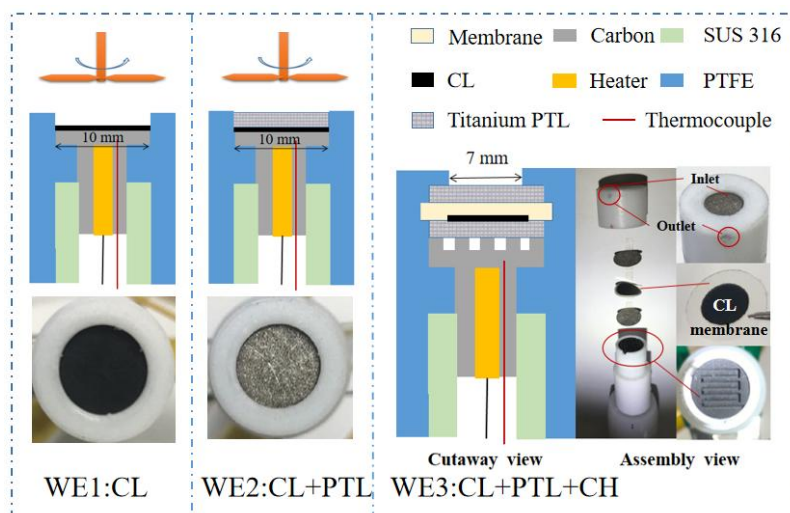 Membrane
Carbon
SUS 316
CL
Heater
PTFE
Titanium PTL
Thermocouple
10 mm
10 mm
7 mm
Inlet
Outlet
CL
membrane
Cutaway view
Assembly view
WE1:CL
WE2:CL+PTL
WE3:CL+PTL+CH